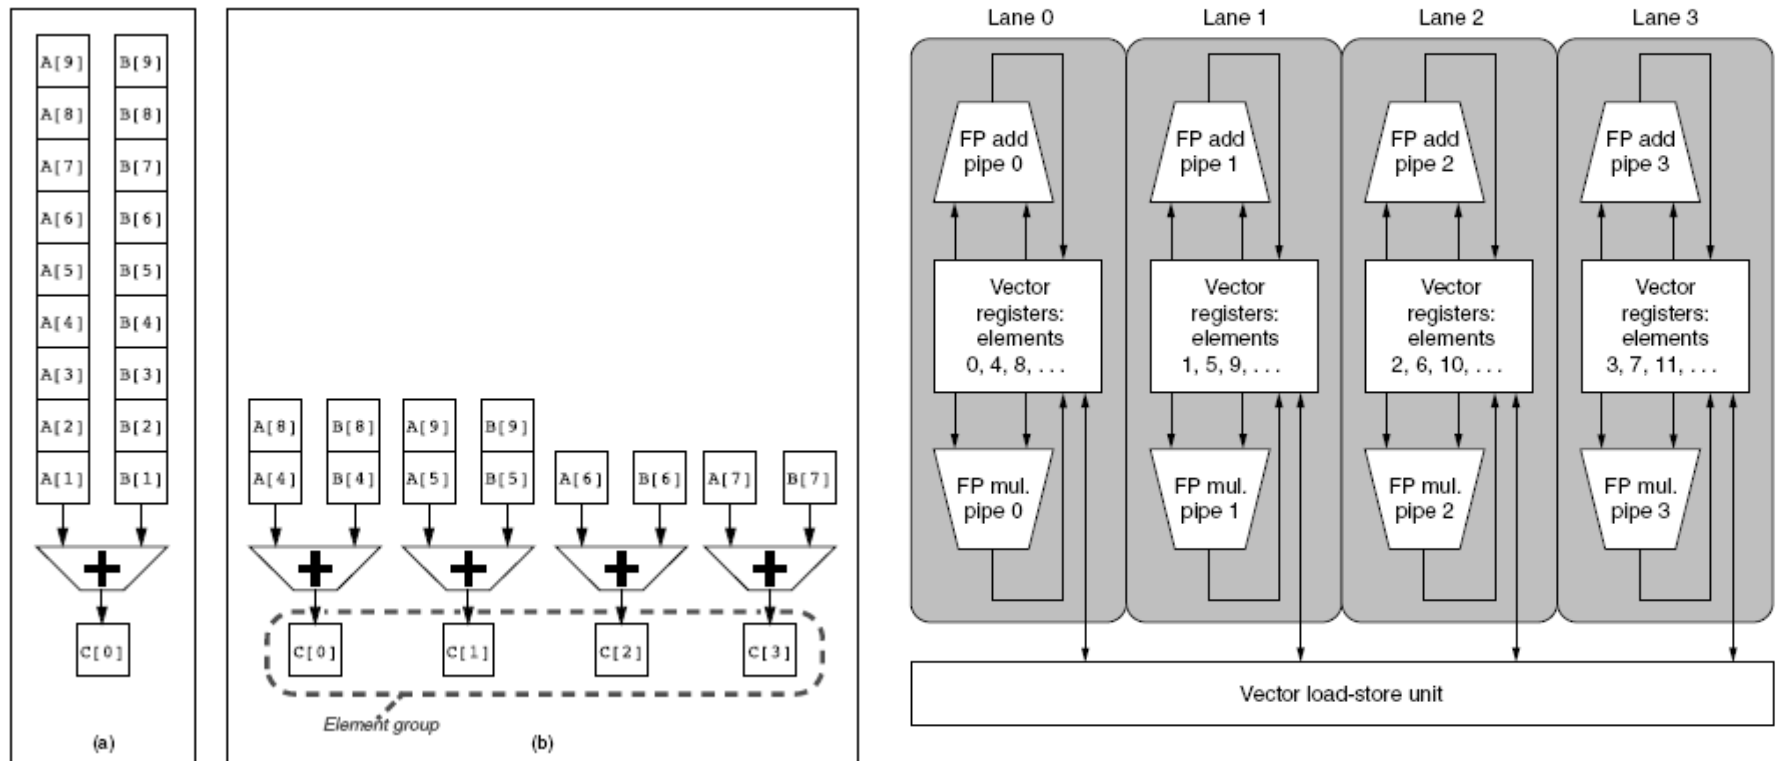 A[9] B[9]
A[8] B[8]
A[7] B[7]
A[6] B[6]
A[5] B[5]
A[4] B[4]
A[3] B[3]
A[2] B[2]
A[1] B[1]
+
C[0]
(a)
A[8] B[8] A[9] B[9]
A[4] B[4] A[5] B[5] A[6] B[6] A[7] B[7]
+ + + +
C[0] C[1] C[2] C[3]
Element group
(b)
Lane 0
FP add
pipe 0
Vector
registers:
elements
0, 4, 8, . . .
FP mul.
pipe 0
Lane 1
FP add
pipe 1
Vector
registers:
elements
1, 5, 9, . . .
FP mul.
pipe 1
Lane 2
FP add
pipe 2
Vector
registers:
elements
2, 6, 10, . . .
FP mul.
pipe 2
Lane 3
FP add
pipe 3
Vector
registers:
elements
3, 7, 11, . . .
FP mul.
pipe 3
Vector load-store unit